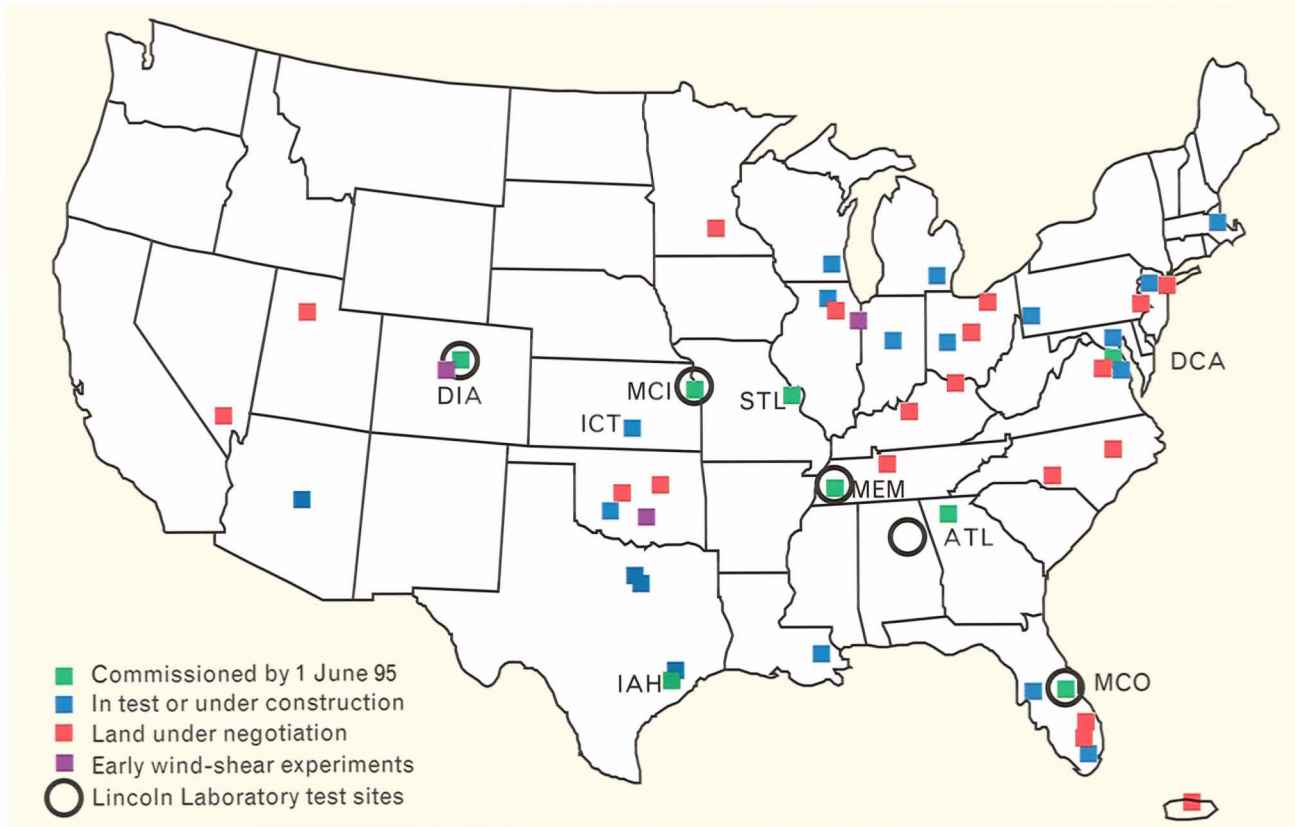 DCA
DIA
MCI
STL
ICT
MEM
ATL
IAH
MCO
Commissioned by 1 June 95
In test or under construction
Land under negotiation
Early wind-shear experiments
Lincoln Laboratory test sites